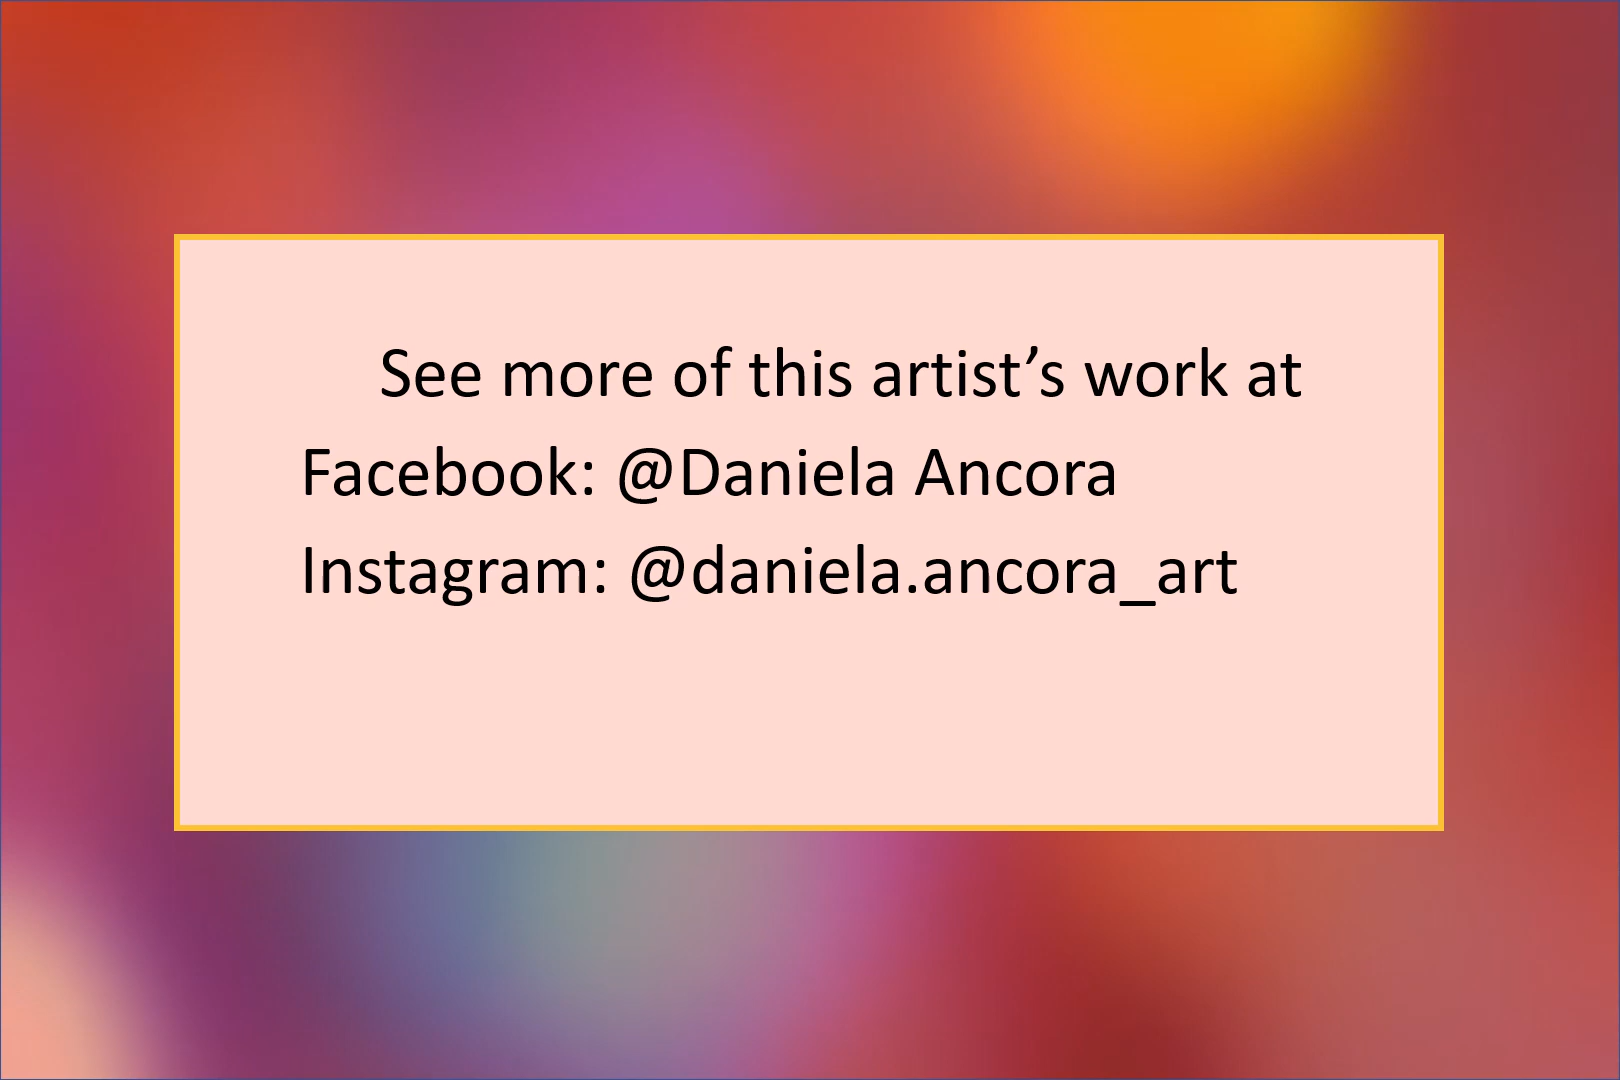 See more of this artist’s work at
Facebook: @Daniela Ancora
Instagram: @daniela.ancora_art